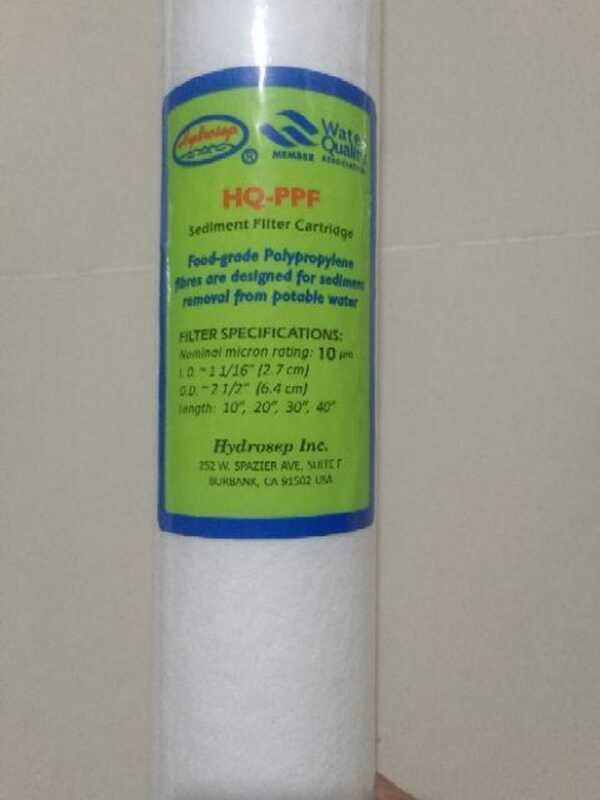 Hydrosep
®
Water
Quality
MEMBER ASSOCIATION
HQ-PPF
Sediment Filter Cartridge
Food-grade Polypropylene
fibres are designed for sediment
removal from potable water
FILTER SPECIFICATIONS:
Nominal micron rating: 10 µm
I.D. ~ 1 1/16" (2.7 cm)
O.D. ~ 2 1/2" (6.4 cm)
Length: 10", 20", 30", 40"
Hydrosep Inc.
252 W. SPAZIER AVE, SUITE
BURBANK, CA 91502 USA